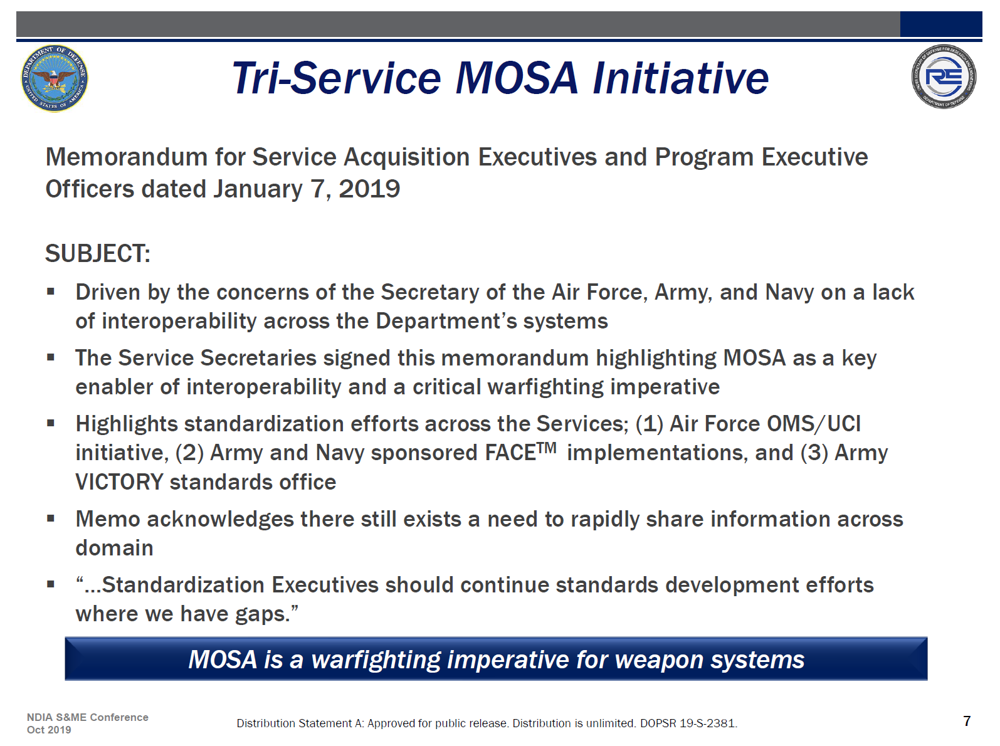 DEPARTMENT OF DEFENSE
UNITED STATES OF AMERICA
Tri-Service MOSA Initiative
UNDER SECRETARY OF DEFENSE FOR RESEARCH AND ENGINEERING
RE
DEPARTMENT OF DEFENSE
Memorandum for Service Acquisition Executives and Program Executive
Officers dated January 7, 2019
SUBJECT:
▪ Driven by the concerns of the Secretary of the Air Force, Army, and Navy on a lack
of interoperability across the Department’s systems
▪ The Service Secretaries signed this memorandum highlighting MOSA as a key
enabler of interoperability and a critical warfighting imperative
▪ Highlights standardization efforts across the Services; (1) Air Force OMS/UCI
initiative, (2) Army and Navy sponsored FACE™ implementations, and (3) Army
VICTORY standards office
▪ Memo acknowledges there still exists a need to rapidly share information across
domain
▪ “…Standardization Executives should continue standards development efforts
where we have gaps.”
MOSA is a warfighting imperative for weapon systems
NDIA S&ME Conference
Oct 2019
Distribution Statement A: Approved for public release. Distribution is unlimited. DOPSR 19-S-2381.
7